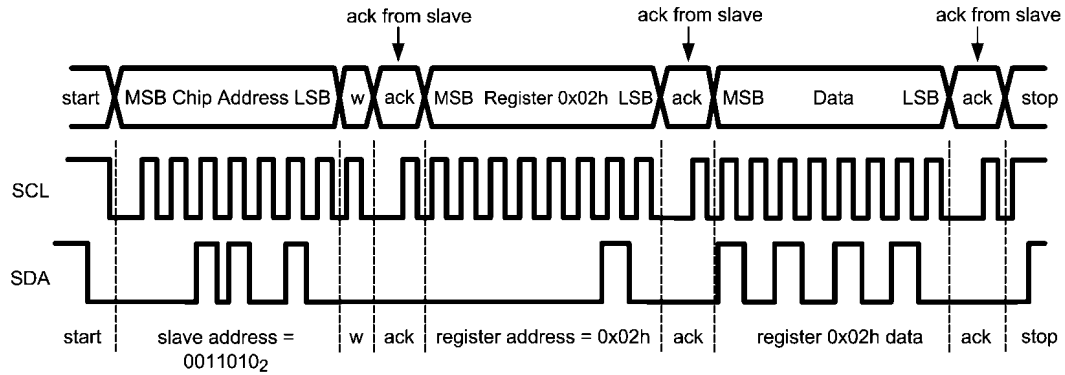 ack from slave ack from slave ack from slave
start MSB Chip Address LSB w ack MSB Register 0x02h LSB ack MSB Data LSB ack stop
SCL
SDA
start slave address = w ack register address = 0x02h ack register 0x02h data ack stop
0011010₂